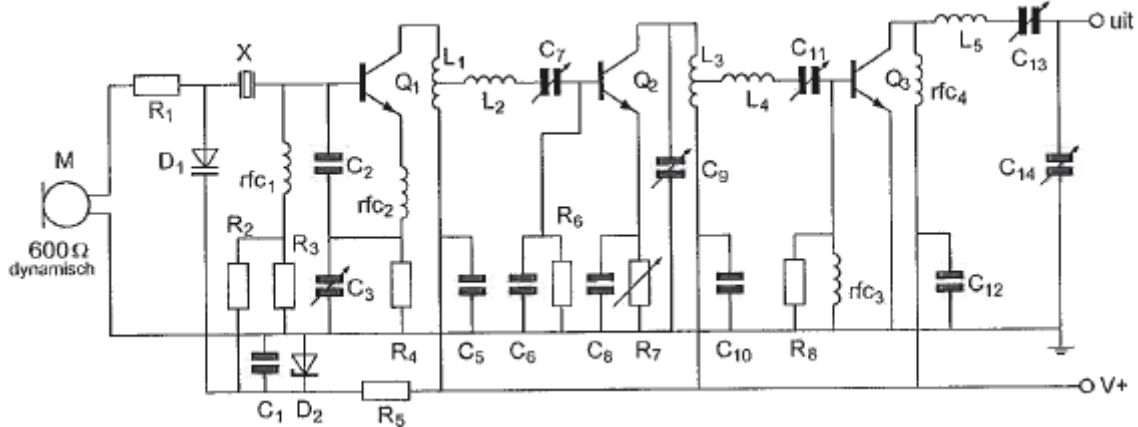 uit
X
C7
L1
L3
C11
L5
C13
Q1
Q2
Q3
R1
L2
L4
rfc4
D1
M
C2
C9
C14
rfc1
rfc2
R2
R6
600 Ω
dynamisch
R3
C3
rfc3
C12
R4
C5
C6
C8
R7
C10
R8
C1
D2
R5
V+